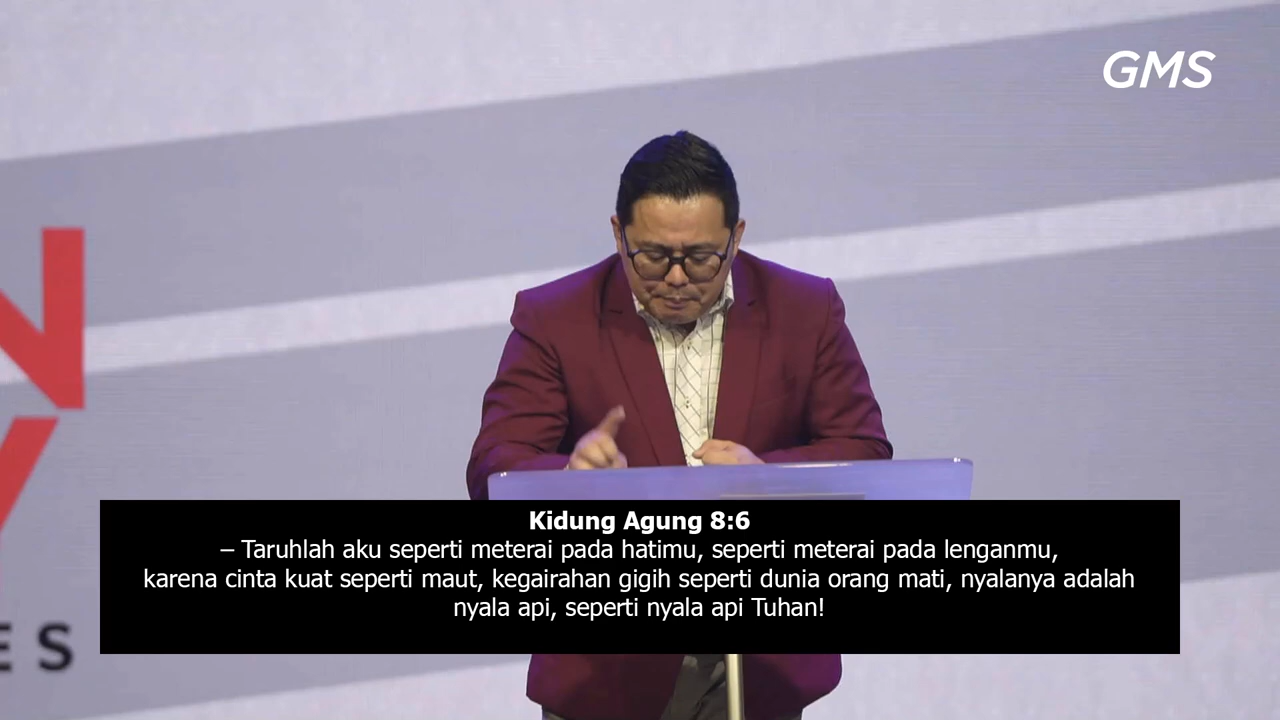 GMS
N
Y
ES
Kidung Agung 8:6
– Taruhlah aku seperti meterai pada hatimu, seperti meterai pada lenganmu,
karena cinta kuat seperti maut, kegairahan gigih seperti dunia orang mati, nyalanya adalah
nyala api, seperti nyala api Tuhan!